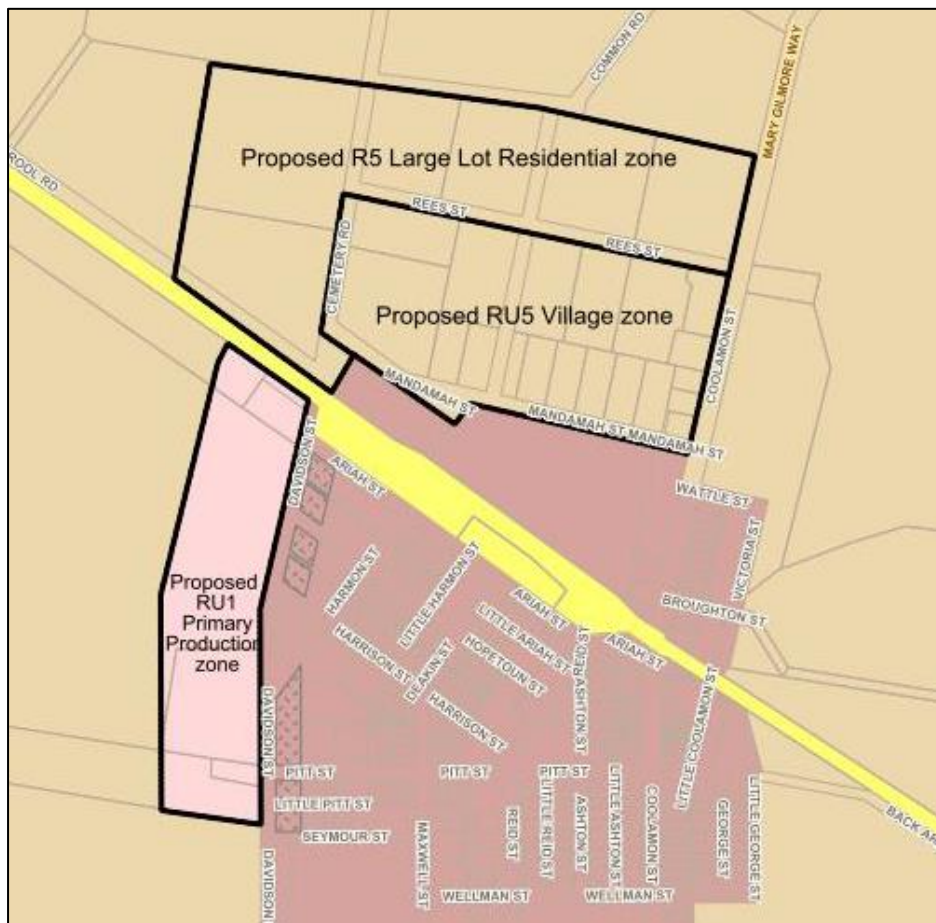 COMMON RD
MARY GILMORE WAY
Proposed R5 Large Lot Residential zone
ROOL RD
REES ST
REES ST
CEMETERY RD
Proposed RU5 Village zone
COOLAMON ST
MANDAMAH ST
MANDAMAH ST
MANDAMAH ST
DAVIDSON ST
ARIAH ST
WATTLE ST
VICTORIA ST
BROUGHTON ST
HARMON ST
LITTLE HARMON ST
ARIAH ST
LITTLE ARIAH ST
REID ST
ARIAH ST
Proposed
RU1
Primary
Production
zone
HARRISON ST
DEAKIN ST
HOPETOUN ST
ASHTON ST
HARRISON ST
LITTLE COOLAMON ST
DAVIDSON ST
PITT ST
PITT ST
PITT ST
LITTLE PITT ST
SEYMOUR ST
MAXWELL ST
REID ST
LITTLE REID ST
ASHTON ST
LITTLE ASHTON ST
COOLAMON ST
GEORGE ST
LITTLE GEORGE ST
BACK AR
DAVIDSON
WELLMAN ST
WELLMAN ST